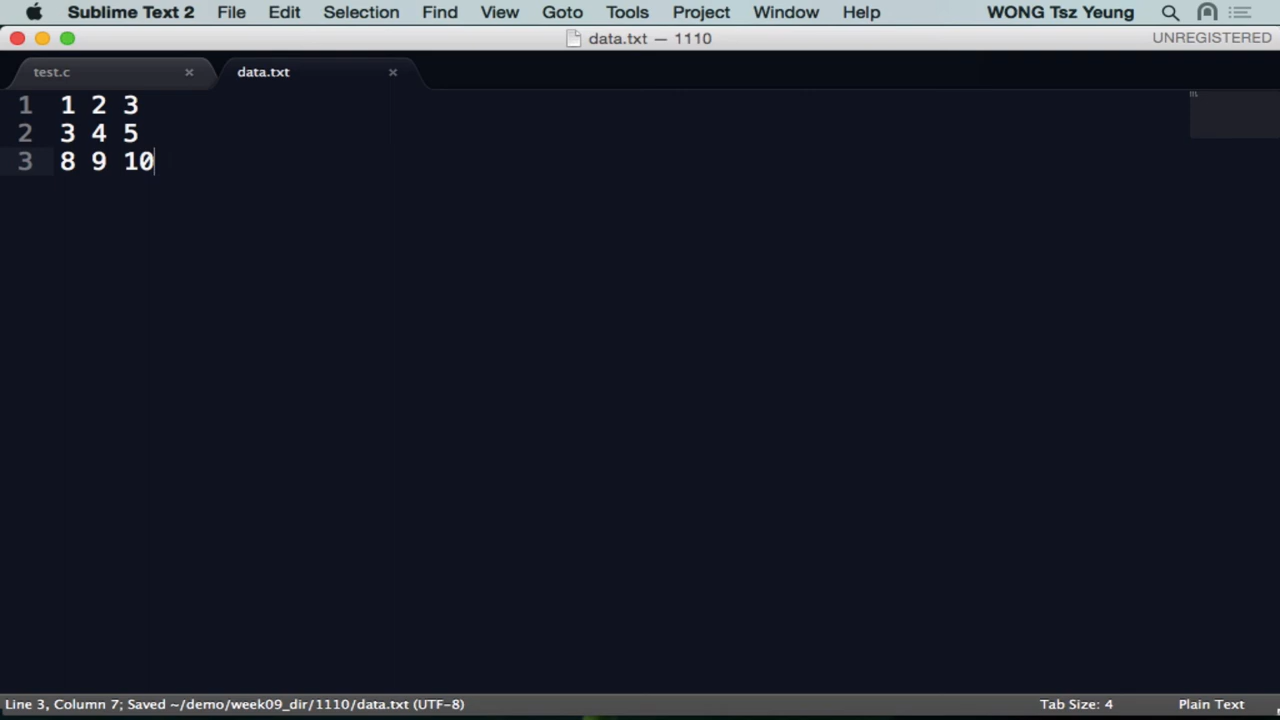 Sublime Text 2 File Edit Selection Find View Goto Tools Project Window Help WONG Tsz Yeung
data.txt — 1110 UNREGISTERED
test.c × data.txt ×
1 1 2 3
2 3 4 5
3 8 9 10
Line 3, Column 7; Saved ~/demo/week09_dir/1110/data.txt (UTF-8) Tab Size: 4 Plain Text